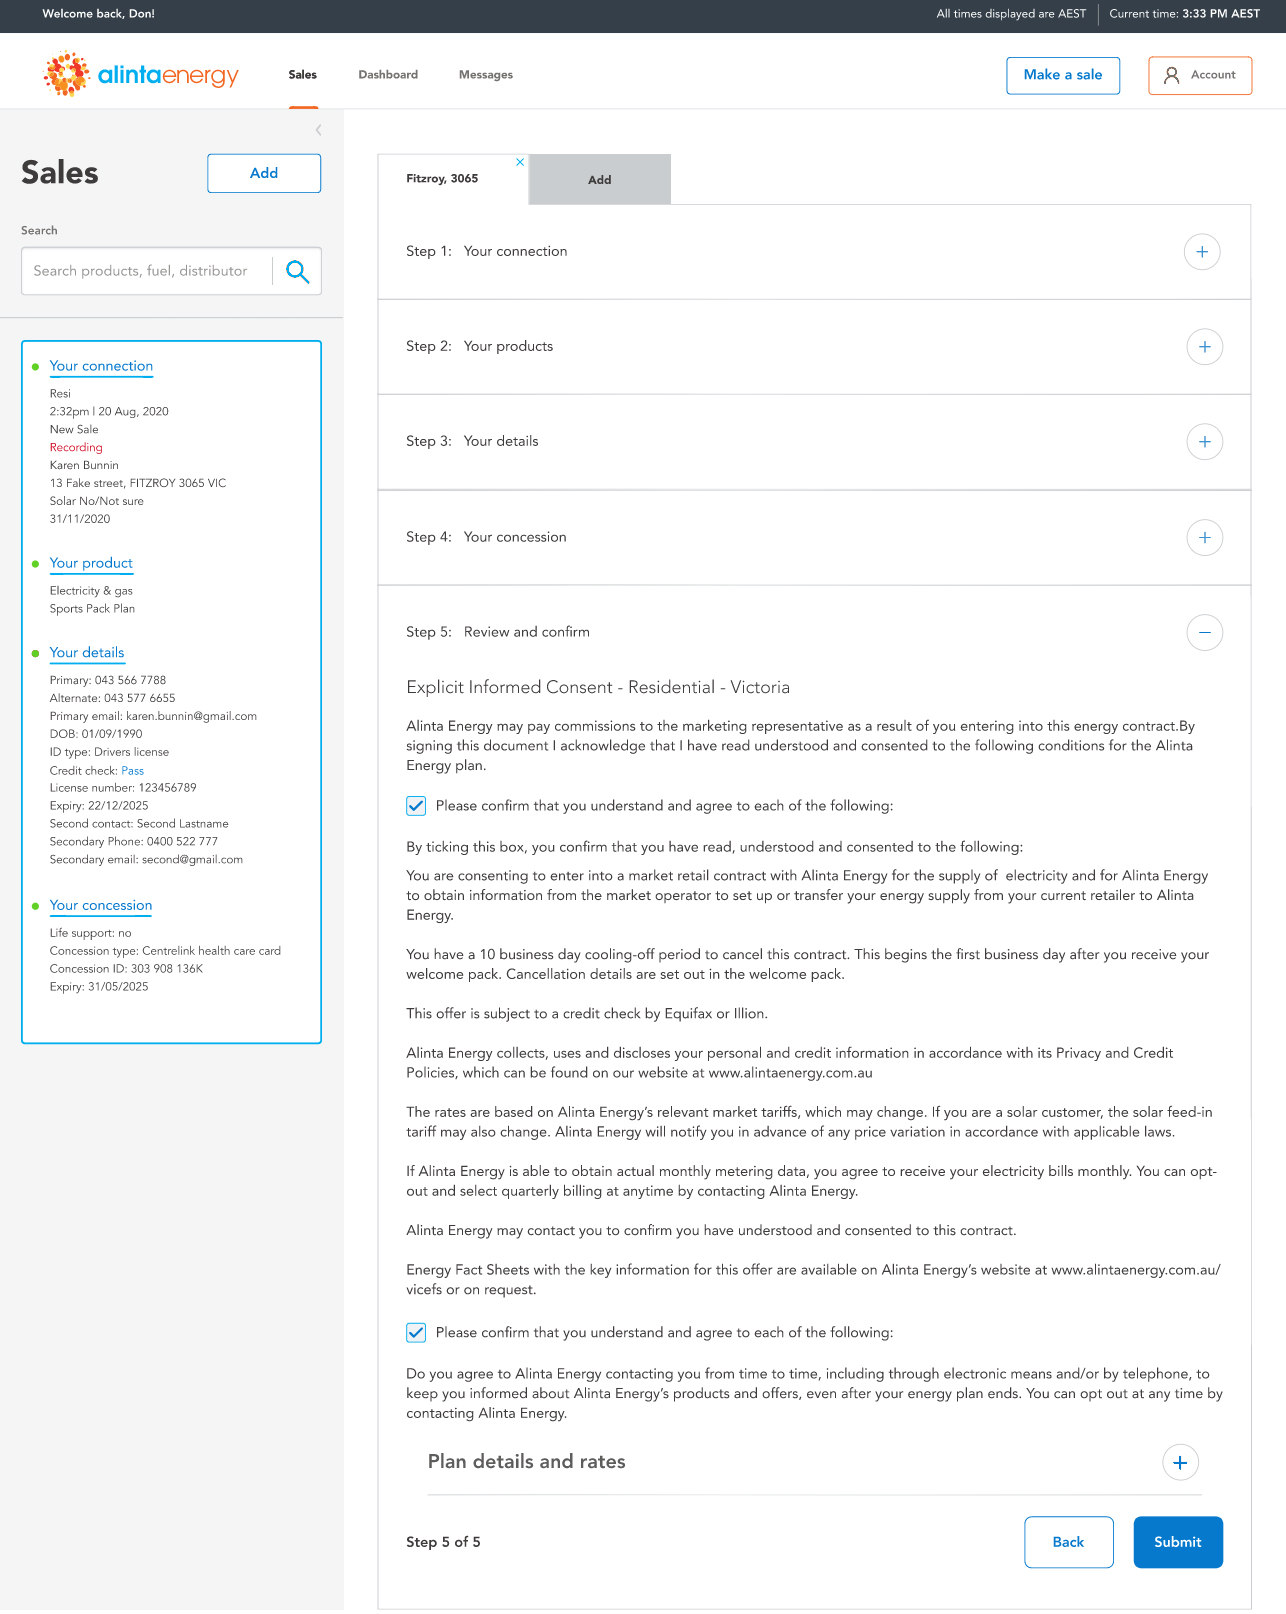 Welcome back, Don!
All times displayed are AEST
Current time: 3:33 PM AEST
alintaenergy
Sales
Dashboard
Messages
Make a sale
Account
Sales
Add
Search
Search products, fuel, distributor
Your connection
Resi
2:32pm | 20 Aug, 2020
New Sale
Recording
Karen Bunnin
13 Fake street, FITZROY 3065 VIC
Solar No/Not sure
31/11/2020
Your product
Electricity & gas
Sports Pack Plan
Your details
Primary: 043 566 7788
Alternate: 043 577 6655
Primary email: karen.bunnin@gmail.com
DOB: 01/09/1990
ID type: Drivers license
Credit check: Pass
License number: 123456789
Expiry: 22/12/2025
Second contact: Second Lastname
Secondary Phone: 0400 522 777
Secondary email: second@gmail.com
Your concession
Life support: no
Concession type: Centrelink health care card
Concession ID: 303 908 136K
Expiry: 31/05/2025
Fitzroy, 3065
Add
Step 1: Your connection
Step 2: Your products
Step 3: Your details
Step 4: Your concession
Step 5: Review and confirm
Explicit Informed Consent - Residential - Victoria
Alinta Energy may pay commissions to the marketing representative as a result of you entering into this energy contract.By
signing this document I acknowledge that I have read understood and consented to the following conditions for the Alinta
Energy plan.
Please confirm that you understand and agree to each of the following:
By ticking this box, you confirm that you have read, understood and consented to the following:
You are consenting to enter into a market retail contract with Alinta Energy for the supply of  electricity and for Alinta Energy
to obtain information from the market operator to set up or transfer your energy supply from your current retailer to Alinta
Energy.
You have a 10 business day cooling-off period to cancel this contract. This begins the first business day after you receive your
welcome pack. Cancellation details are set out in the welcome pack.
This offer is subject to a credit check by Equifax or Illion.
Alinta Energy collects, uses and discloses your personal and credit information in accordance with its Privacy and Credit
Policies, which can be found on our website at www.alintaenergy.com.au
The rates are based on Alinta Energy’s relevant market tariffs, which may change. If you are a solar customer, the solar feed-in
tariff may also change. Alinta Energy will notify you in advance of any price variation in accordance with applicable laws.
If Alinta Energy is able to obtain actual monthly metering data, you agree to receive your electricity bills monthly. You can opt-
out and select quarterly billing at anytime by contacting Alinta Energy.
Alinta Energy may contact you to confirm you have understood and consented to this contract.
Energy Fact Sheets with the key information for this offer are available on Alinta Energy’s website at www.alintaenergy.com.au/
vicefs or on request.
Please confirm that you understand and agree to each of the following:
Do you agree to Alinta Energy contacting you from time to time, including through electronic means and/or by telephone, to
keep you informed about Alinta Energy’s products and offers, even after your energy plan ends. You can opt out at any time by
contacting Alinta Energy.
Plan details and rates
Step 5 of 5
Back
Submit